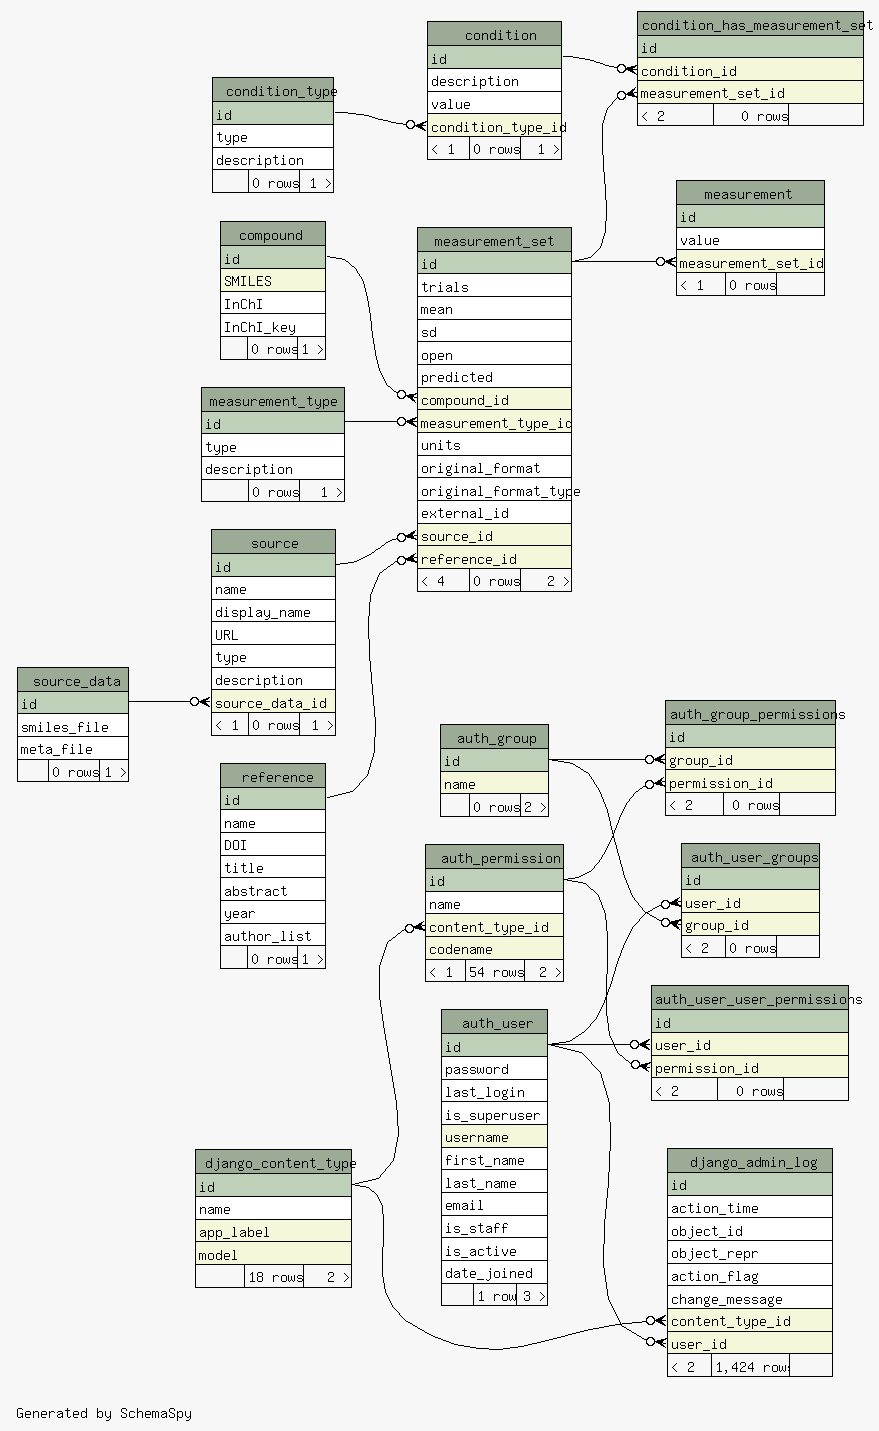 condition_has_measurement_set
id
condition_id
measurement_set_id
< 2 0 rows
condition
id
description
value
condition_type_id
< 1 0 rows 1 >
condition_type
id
type
description
0 rows 1 >
measurement
id
value
measurement_set_id
< 1 0 rows
compound
id
SMILES
InChI
InChI_key
0 rows 1 >
measurement_set
id
trials
mean
sd
open
predicted
compound_id
measurement_type_id
units
original_format
original_format_type
external_id
source_id
reference_id
< 4 0 rows 2 >
measurement_type
id
type
description
0 rows 1 >
source
id
name
display_name
URL
type
description
source_data_id
< 1 0 rows 1 >
source_data
id
smiles_file
meta_file
0 rows 1 >
reference
id
name
DOI
title
abstract
year
author_list
0 rows 1 >
auth_group
id
name
0 rows 2 >
auth_group_permissions
id
group_id
permission_id
< 2 0 rows
auth_permission
id
name
content_type_id
codename
< 1 54 rows 2 >
auth_user_groups
id
user_id
group_id
< 2 0 rows
auth_user_user_permissions
id
user_id
permission_id
< 2 0 rows
auth_user
id
password
last_login
is_superuser
username
first_name
last_name
email
is_staff
is_active
date_joined
1 row 3 >
django_content_type
id
name
app_label
model
18 rows 2 >
django_admin_log
id
action_time
object_id
object_repr
action_flag
change_message
content_type_id
user_id
< 2 1,424 rows
Generated by SchemaSpy